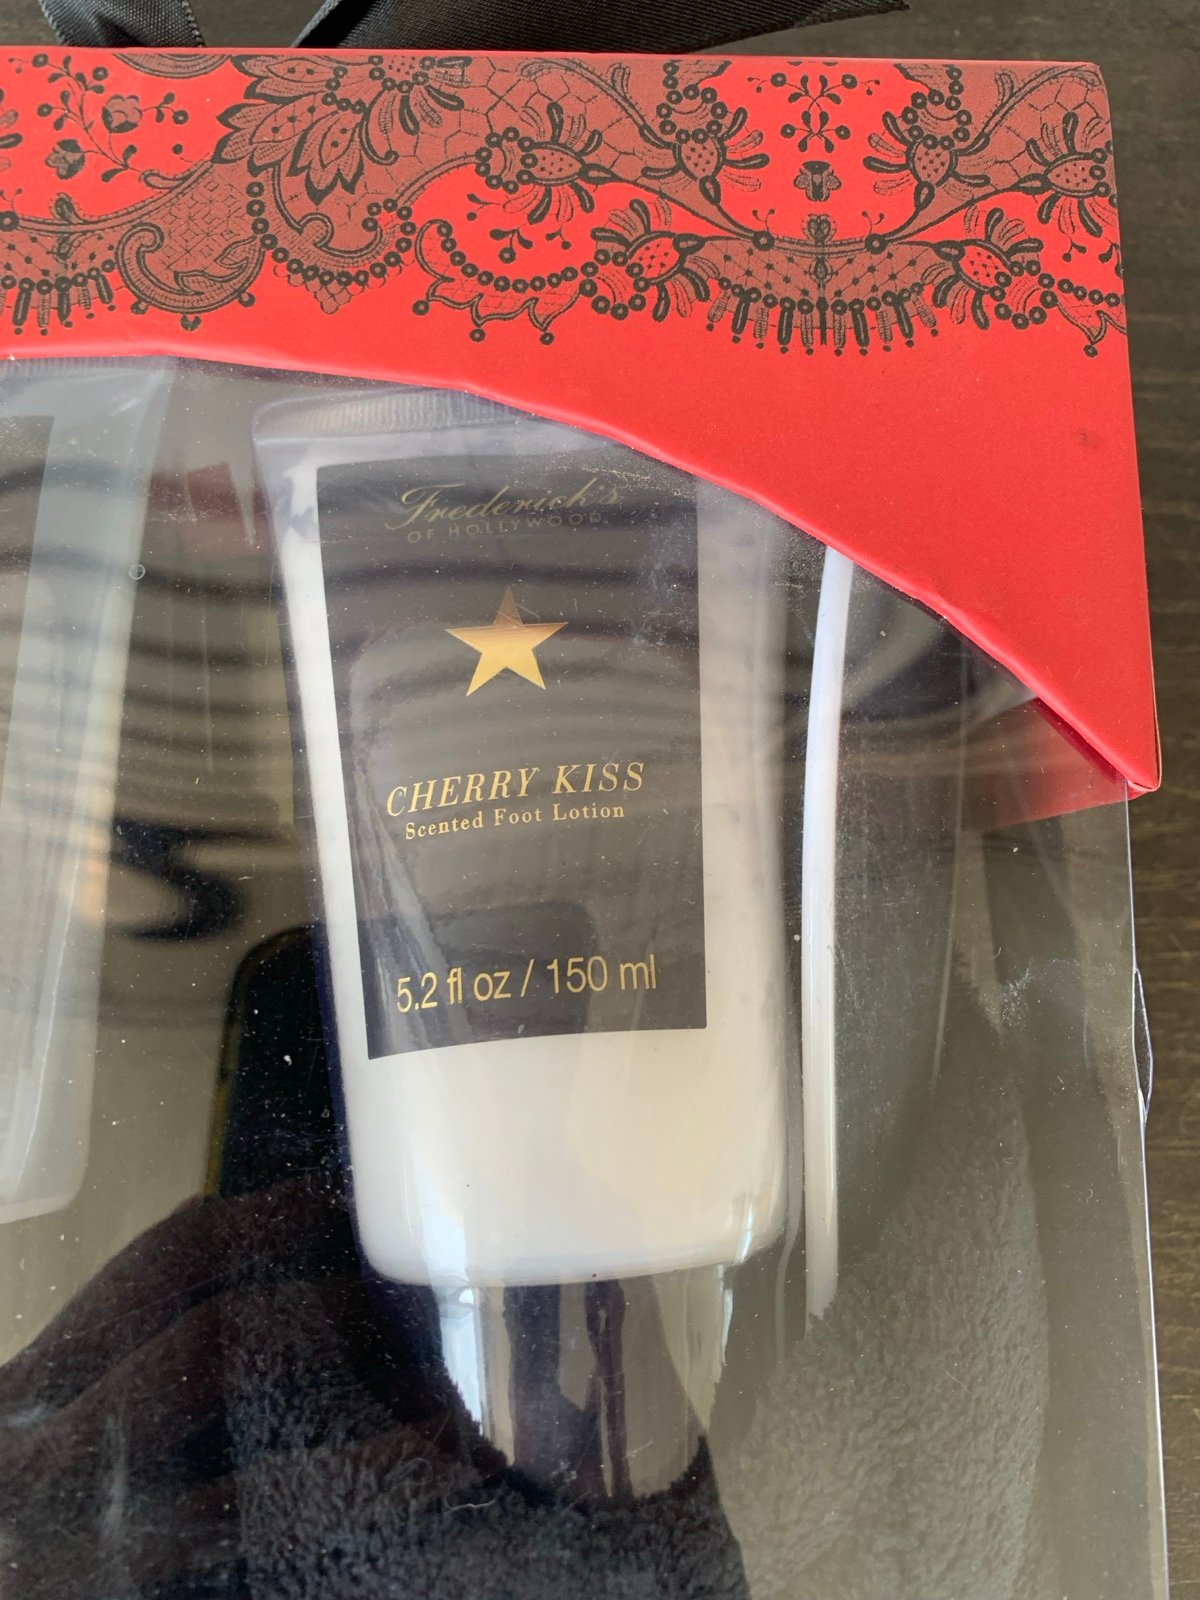 Frederick's
OF HOLLYWOOD®
CHERRY KISS
Scented Foot Lotion
5.2 fl oz / 150 ml